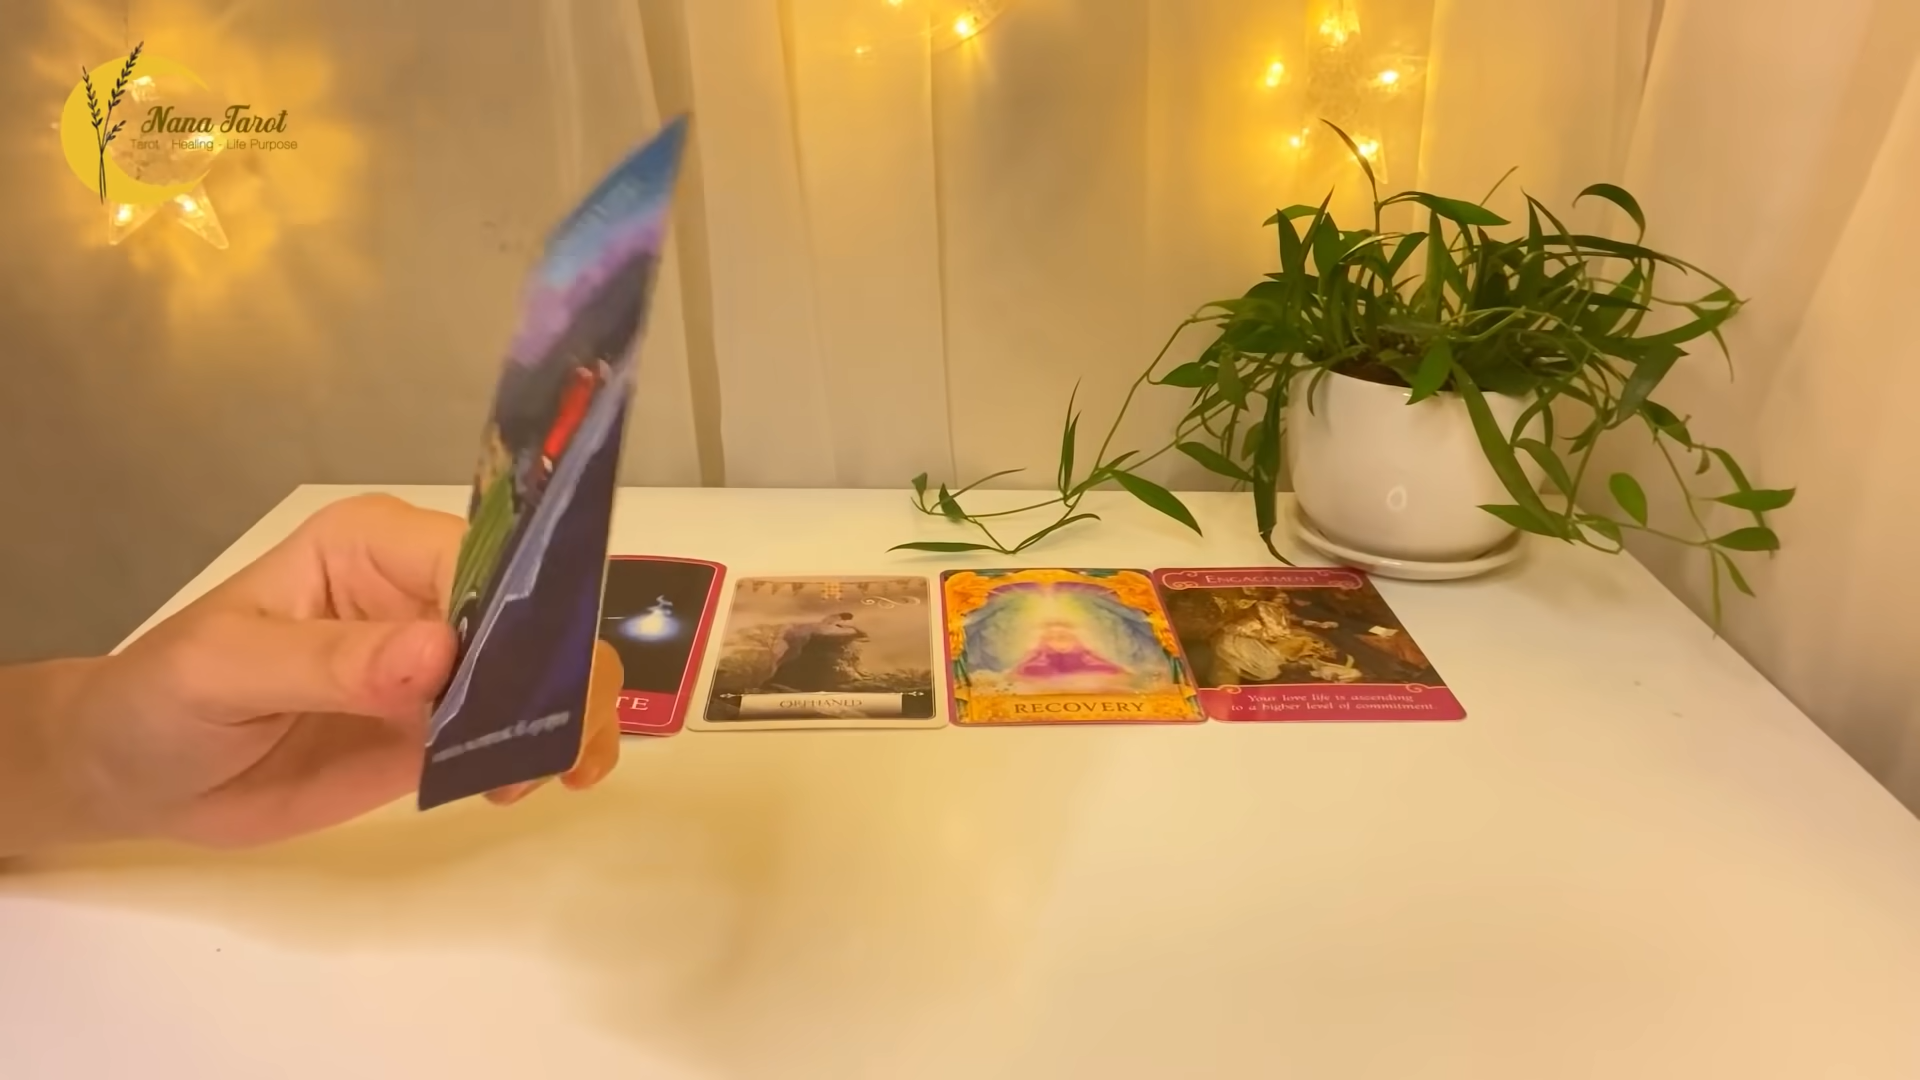 Nana Tarot
Tarot - Healing - Life Purpose
TE
ORPHANED
RECOVERY
ENGAGEMENT
Your love life is ascending
to a higher level of commitment.